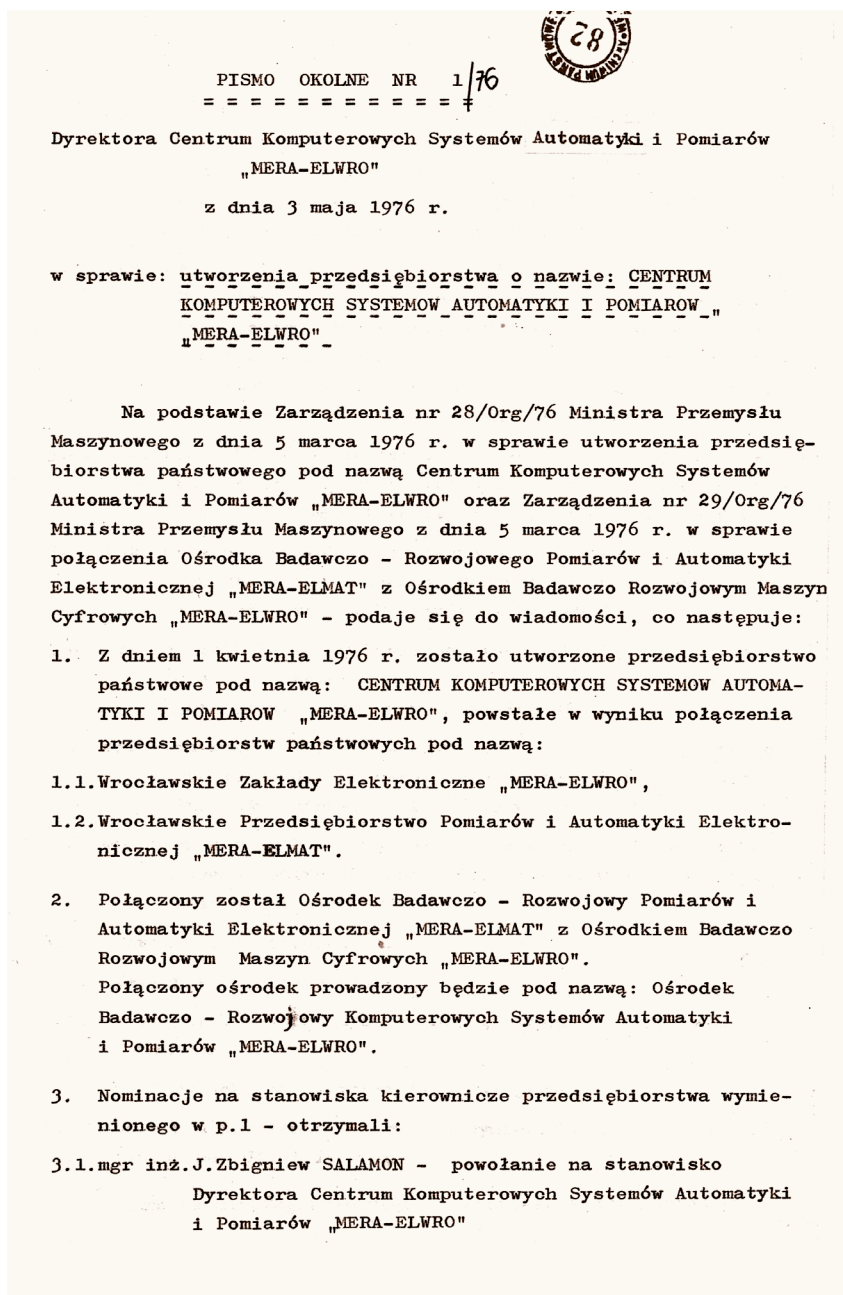 ARCHIWUM PAŃSTWOWE
82
PISMO OKOLNE NR 1/76
= = = = = = = = = = = =
Dyrektora Centrum Komputerowych Systemów Automatyki i Pomiarów
„MERA-ELWRO"
z dnia 3 maja 1976 r.
w sprawie: utworzenia przedsiębiorstwa o nazwie: CENTRUM
KOMPUTEROWYCH SYSTEMOW AUTOMATYKI I POMIAROW „
„MERA-ELWRO"
Na podstawie Zarządzenia nr 28/Org/76 Ministra Przemysłu
Maszynowego z dnia 5 marca 1976 r. w sprawie utworzenia przedsię-
biorstwa państwowego pod nazwą Centrum Komputerowych Systemów
Automatyki i Pomiarów „MERA-ELWRO" oraz Zarządzenia nr 29/Org/76
Ministra Przemysłu Maszynowego z dnia 5 marca 1976 r. w sprawie
połączenia Ośrodka Badawczo - Rozwojowego Pomiarów i Automatyki
Elektronicznej „MERA-ELMAT" z Ośrodkiem Badawczo Rozwojowym Maszyn
Cyfrowych „MERA-ELWRO" - podaje się do wiadomości, co następuje:
1. Z dniem 1 kwietnia 1976 r. zostało utworzone przedsiębiorstwo
państwowe pod nazwą: CENTRUM KOMPUTEROWYCH SYSTEMOW AUTOMA-
TYKI I POMIAROW „MERA-ELWRO", powstałe w wyniku połączenia
przedsiębiorstw państwowych pod nazwą:
1.1.Wrocławskie Zakłady Elektroniczne „MERA-ELWRO",
1.2.Wrocławskie Przedsiębiorstwo Pomiarów i Automatyki Elektro-
nicznej „MERA-ELMAT".
2. Połączony został Ośrodek Badawczo - Rozwojowy Pomiarów i
Automatyki Elektronicznej „MERA-ELMAT" z Ośrodkiem Badawczo
Rozwojowym Maszyn Cyfrowych „MERA-ELWRO".
Połączony ośrodek prowadzony będzie pod nazwą: Ośrodek
Badawczo - Rozwojowy Komputerowych Systemów Automatyki
i Pomiarów „MERA-ELWRO".
3. Nominacje na stanowiska kierownicze przedsiębiorstwa wymie-
nionego w p.1 - otrzymali:
3.1.mgr inż.J.Zbigniew SALAMON - powołanie na stanowisko
Dyrektora Centrum Komputerowych Systemów Automatyki
i Pomiarów „MERA-ELWRO"